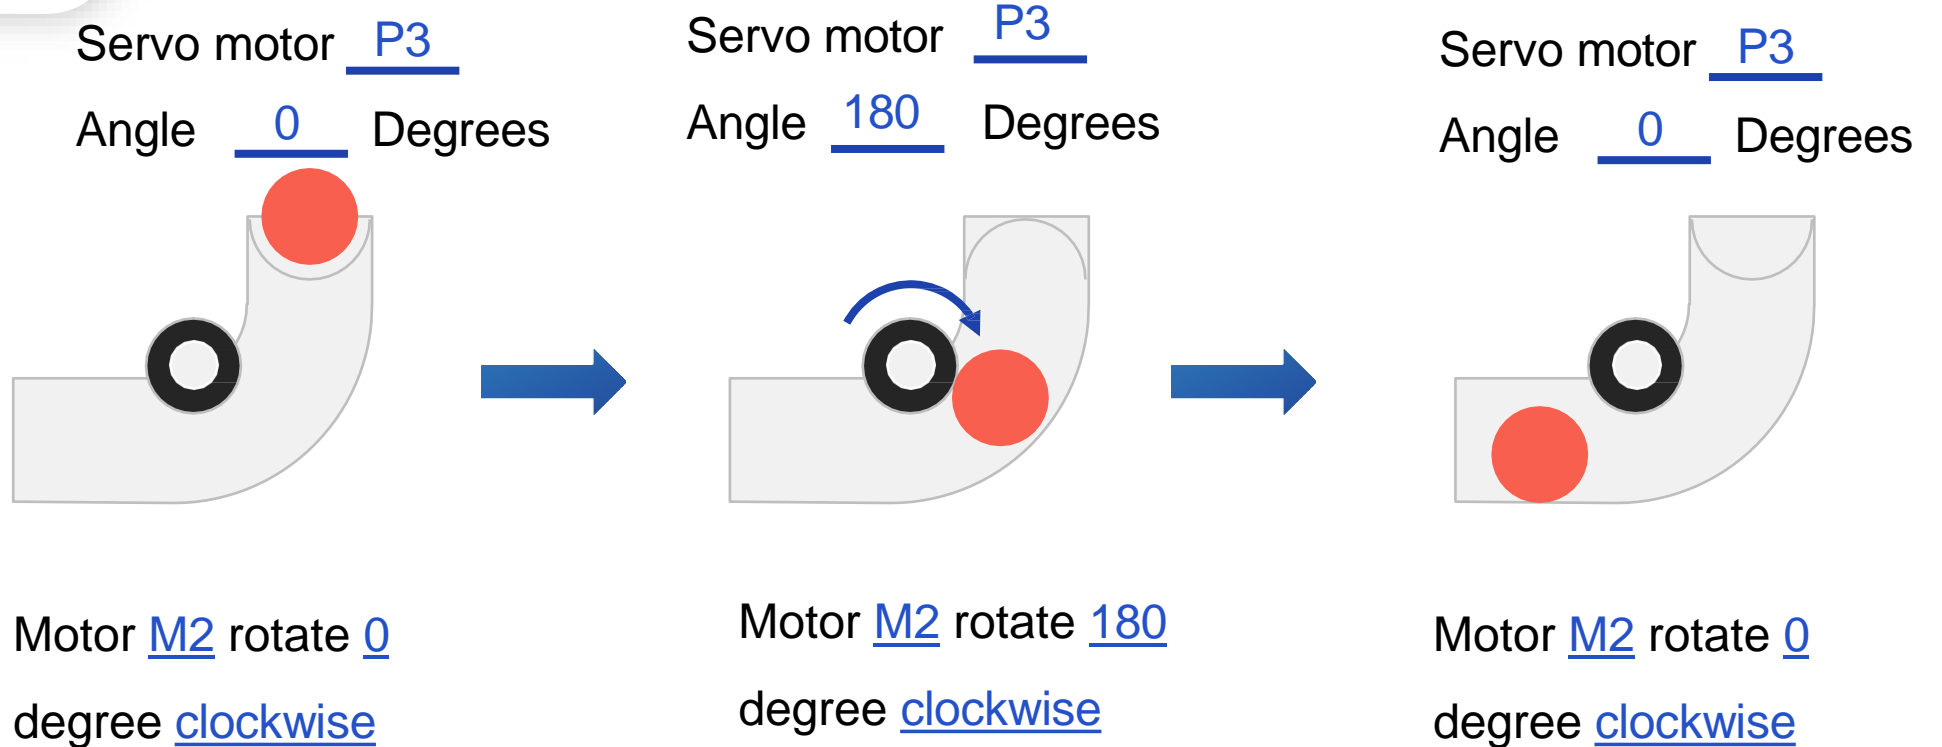 Servo motor P3
Angle 0 Degrees
Motor M2 rotate 0
degree clockwise
Servo motor P3
Angle 180 Degrees
Motor M2 rotate 180
degree clockwise
Servo motor P3
Angle 0 Degrees
Motor M2 rotate 0
degree clockwise